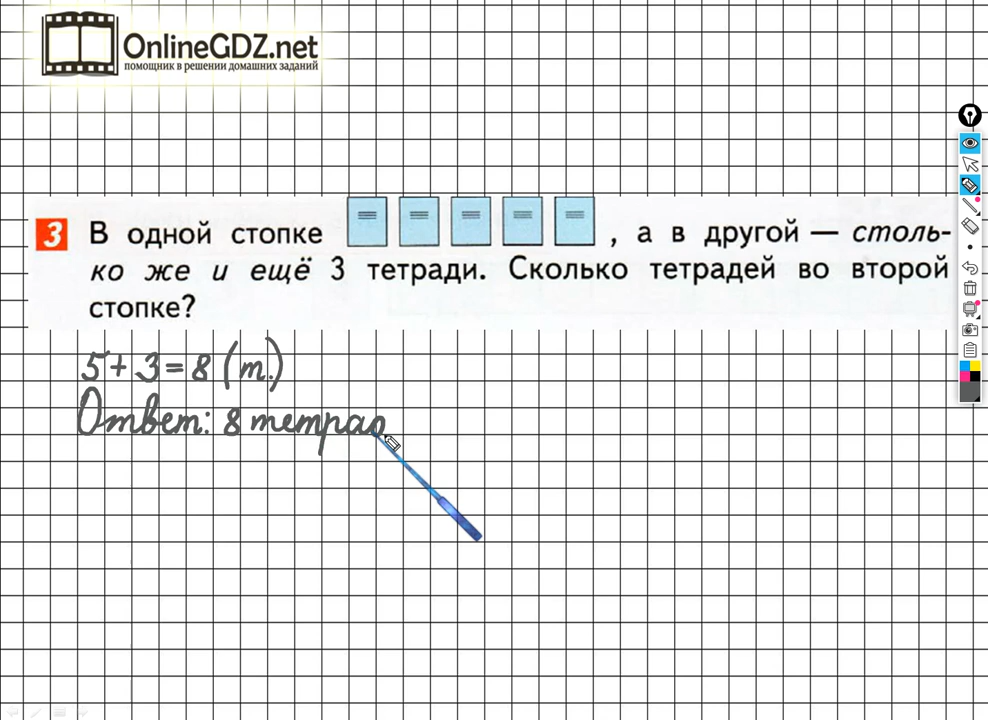 OnlineGDZ.net
помощник в решении домашних заданий
3 В одной стопке , а в другой — столь-
ко же и ещё 3 тетради. Сколько тетрадей во второй
стопке?
5+3=8 (т.)
Ответ: 8 тетрад